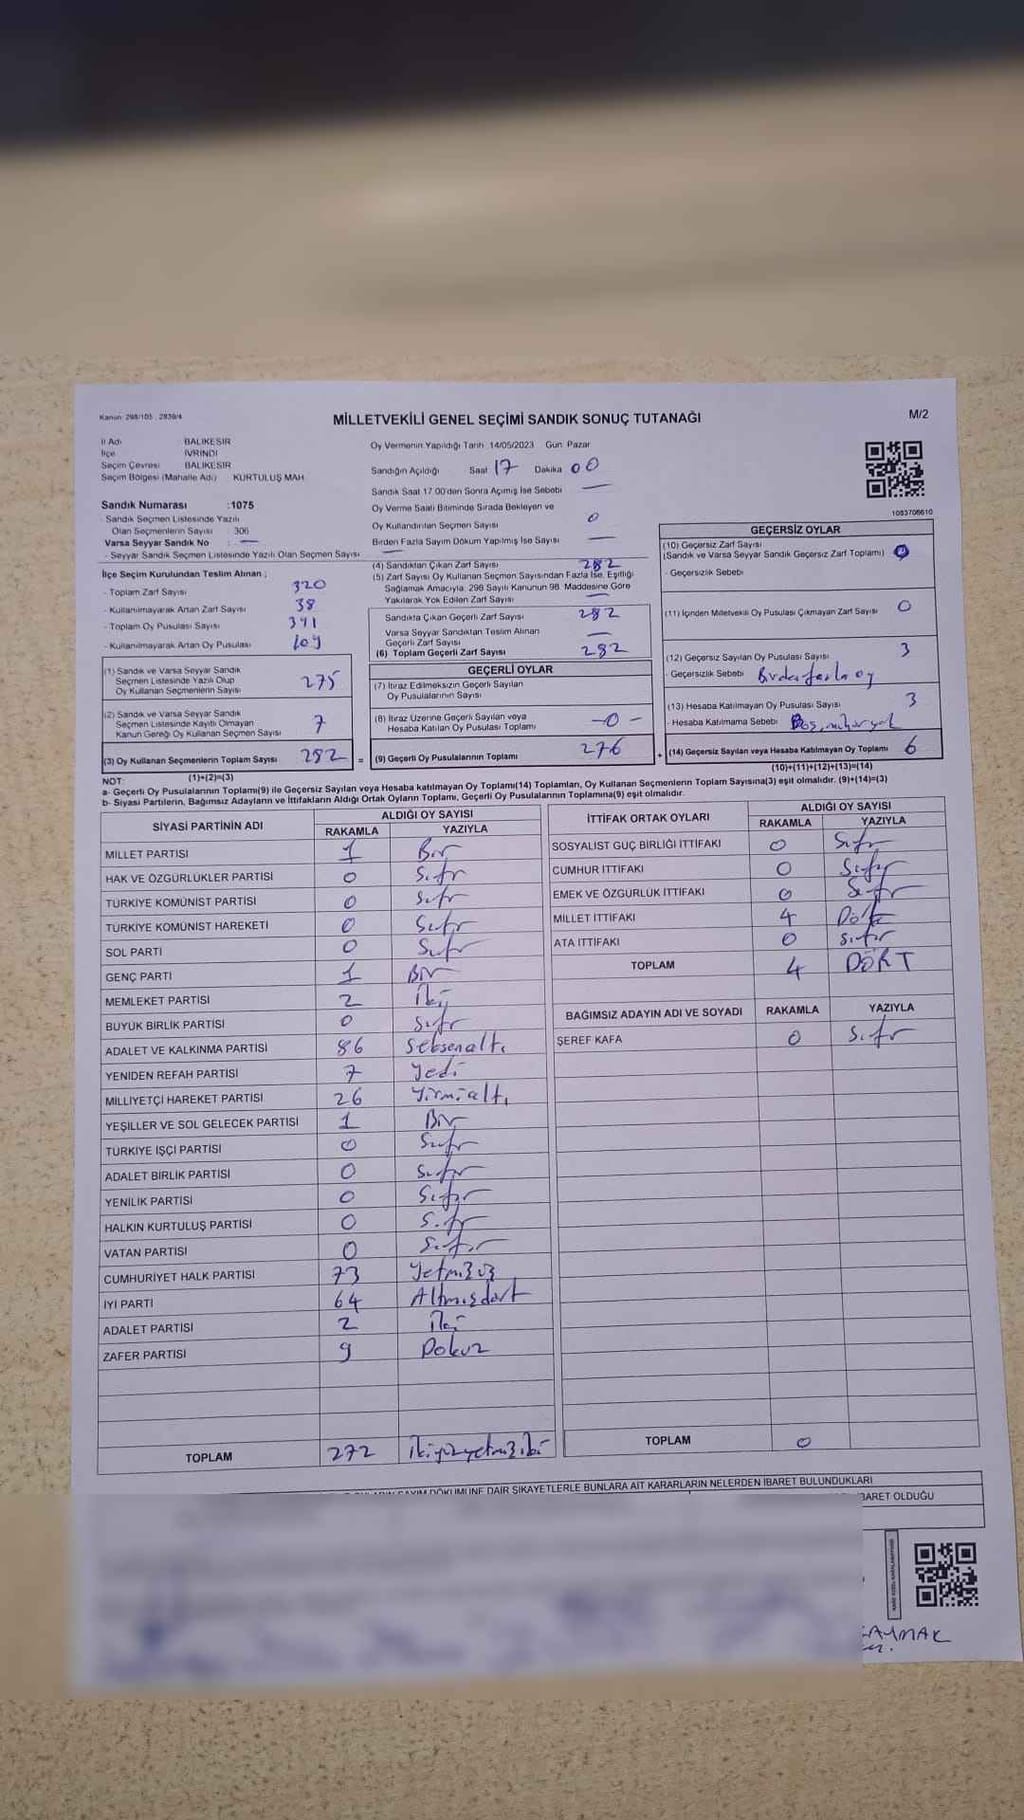 Kanun: 298/105 , 2839/4
MİLLETVEKİLİ GENEL SEÇİMİ SANDIK SONUÇ TUTANAĞI
M/2
İl Adı BALIKESİR
İlçe İVRİNDİ
Seçim Çevresi BALIKESİR
Seçim Bölgesi (Mahalle Adı) KURTULUŞ MAH.
Sandık Numarası :1075
- Sandık Seçmen Listesinde Yazılı
Olan Seçmenlerin Sayısı : 306
Varsa Seyyar Sandık No : —
- Seyyar Sandık Seçmen Listesinde Yazılı Olan Seçmen Sayısı —
Oy Vermenin Yapıldığı Tarih 14/05/2023 Gün Pazar
Sandığın Açıldığı Saat 17 Dakika 00
Sandık Saat 17.00'den Sonra Açımış İse Sebebi —
Oy Verme Saati Bitiminde Sırada Bekleyen ve
Oy Kullandırılan Seçmen Sayısı 0
Birden Fazla Sayım Döküm Yapılmış İse Sayısı —
1083706610
İlçe Seçim Kurulundan Teslim Alınan ;
- Toplam Zarf Sayısı 320
- Kullanılmayarak Artan Zarf Sayısı 38
- Toplam Oy Pusulası Sayısı 391
- Kullanılmayarak Artan Oy Pusulası 109
(4) Sandıktan Çıkan Zarf Sayısı 282
(5) Zarf Sayısı Oy Kullanan Seçmen Sayısından Fazla İse, Eşitliği
Sağlamak Amacıyla, 298 Sayılı Kanunun 98. Maddesine Göre
Yakılarak Yok Edilen Zarf Sayısı —
Sandıkta Çıkan Geçerli Zarf Sayısı 282
Varsa Seyyar Sandıktan Teslim Alınan
Geçerli Zarf Sayısı —
(6) Toplam Geçerli Zarf Sayısı 282
GEÇERSİZ OYLAR
(10) Geçersiz Zarf Sayısı
(Sandık ve Varsa Seyyar Sandık Geçersiz Zarf Toplamı) 0
- Geçersizlik Sebebi
(11) İçinden Milletvekili Oy Pusulası Çıkmayan Zarf Sayısı 0
(12) Geçersiz Sayılan Oy Pusulası Sayısı 3
- Geçersizlik Sebebi Birden fazla oy
(13) Hesaba Katılmayan Oy Pusulası Sayısı 3
- Hesaba Katılmama Sebebi Boş,
(14) Geçersiz Sayılan veya Hesaba Katılmayan Oy Toplamı 6
(10)+(11)+(12)+(13)=(14)
(1) Sandık ve Varsa Seyyar Sandık
Seçmen Listesinde Yazılı Olup
Oy Kullanan Seçmenlerin Sayısı 275
(2) Sandık ve Varsa Seyyar Sandık
Seçmen Listesinde Kayıtlı Olmayan
Kanun Gereği Oy Kullanan Seçmen Sayısı 7
(3) Oy Kullanan Seçmenlerin Toplam Sayısı 282
(1)+(2)=(3)
GEÇERLİ OYLAR
(7) İtiraz Edilmeksizin Geçerli Sayılan
Oy Pusulalarının Sayısı
(8) İtiraz Üzerine Geçerli Sayılan veya
Hesaba Katılan Oy Pusulası Toplamı -0-
= (9) Geçerli Oy Pusulalarının Toplamı 276 +
NOT:
a- Geçerli Oy Pusulalarının Toplamı(9) ile Geçersiz Sayılan veya Hesaba katılmayan Oy Toplamı(14) Toplamları, Oy Kullanan Seçmenlerin Toplam Sayısına(3) eşit olmalıdır. (9)+(14)=(3)
b- Siyasi Partilerin, Bağımsız Adayların ve İttifakların Aldığı Ortak Oyların Toplamı, Geçerli Oy Pusulalarının Toplamına(9) eşit olmalıdır.
SİYASİ PARTİNİN ADI ALDIĞI OY SAYISI
RAKAMLA YAZIYLA
MİLLET PARTİSİ 1 Bir
HAK VE ÖZGÜRLÜKLER PARTİSİ 0 Sıfır
TÜRKİYE KOMÜNİST PARTİSİ 0 Sıfır
TÜRKİYE KOMÜNİST HAREKETİ 0 Sıfır
SOL PARTİ 0 Sıfır
GENÇ PARTİ 1 Bir
MEMLEKET PARTİSİ 2 İki
BÜYÜK BİRLİK PARTİSİ 0 Sıfır
ADALET VE KALKINMA PARTİSİ 86 Seksenaltı
YENİDEN REFAH PARTİSİ 7 Yedi
MİLLİYETÇİ HAREKET PARTİSİ 26 Yirmialtı
YEŞİLLER VE SOL GELECEK PARTİSİ 1 Bir
TÜRKİYE İŞÇİ PARTİSİ 0 Sıfır
ADALET BİRLİK PARTİSİ 0 Sıfır
YENİLİK PARTİSİ 0 Sıfır
HALKIN KURTULUŞ PARTİSİ 0 Sıfır
VATAN PARTİSİ 0 Sıfır
CUMHURİYET HALK PARTİSİ 73 Yetmişüç
İYİ PARTİ 64 Altmışdört
ADALET PARTİSİ 2 İki
ZAFER PARTİSİ 9 Dokuz
TOPLAM 272 İkiyüzyetmişiki
İTTİFAK ORTAK OYLARI ALDIĞI OY SAYISI
RAKAMLA YAZIYLA
SOSYALİST GÜÇ BİRLİĞİ İTTİFAKI 0 Sıfır
CUMHUR İTTİFAKI 0 Sıfır
EMEK VE ÖZGÜRLÜK İTTİFAKI 0 Sıfır
MİLLET İTTİFAKI 4 Dört
ATA İTTİFAKI 0 Sıfır
TOPLAM 4 DÖRT
BAĞIMSIZ ADAYIN ADI VE SOYADI RAKAMLA YAZIYLA
ŞEREF KAFA 0 Sıfır
TOPLAM 0
SAYIM DÖKÜMÜNE DAİR ŞİKAYETLERLE BUNLARA AİT KARARLARIN NELERDEN İBARET BULUNDUKLARI
İBARET OLDUĞU